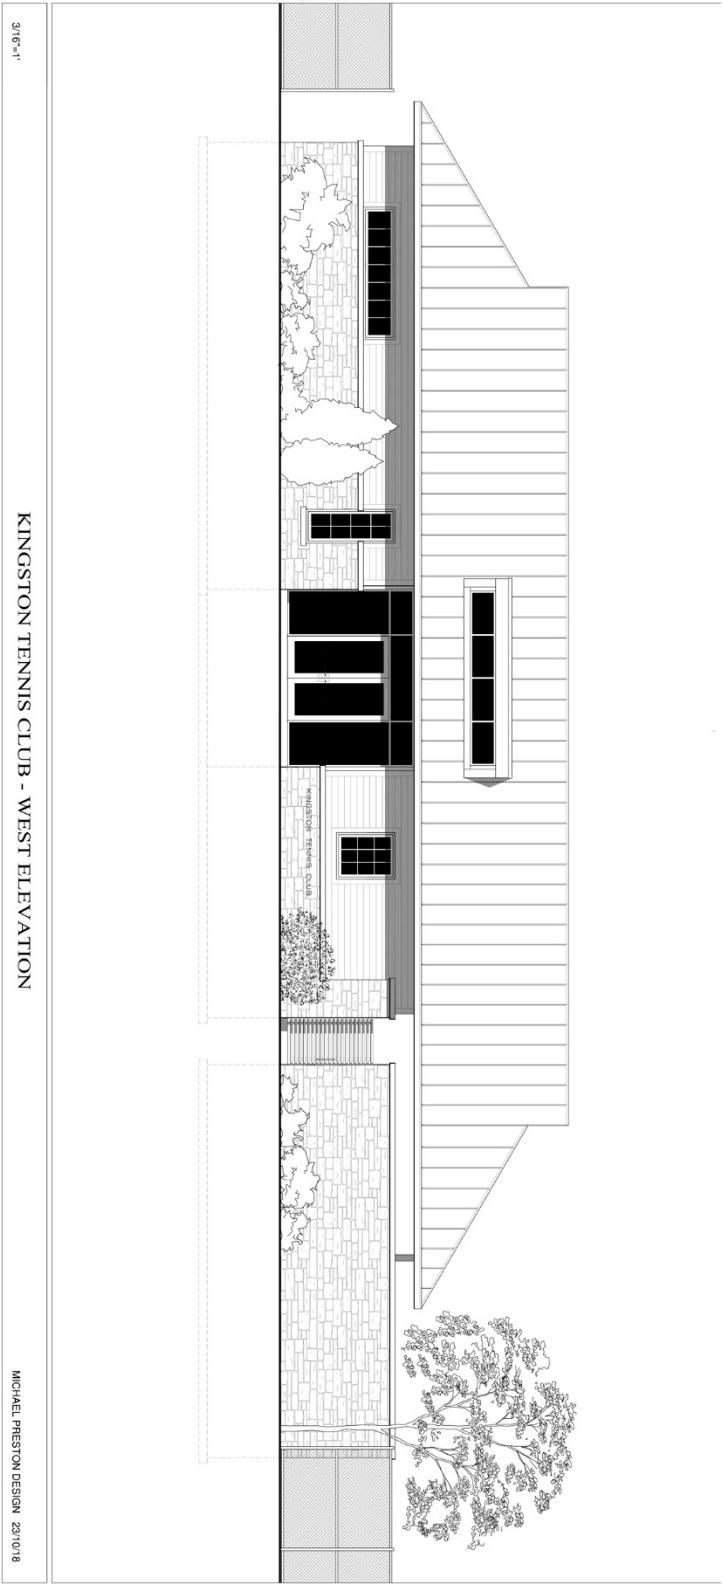 KINGSTON TENNIS CLUB
3/16"=1'
KINGSTON TENNIS CLUB - WEST ELEVATION
MICHAEL PRESTON DESIGN 23/10/18